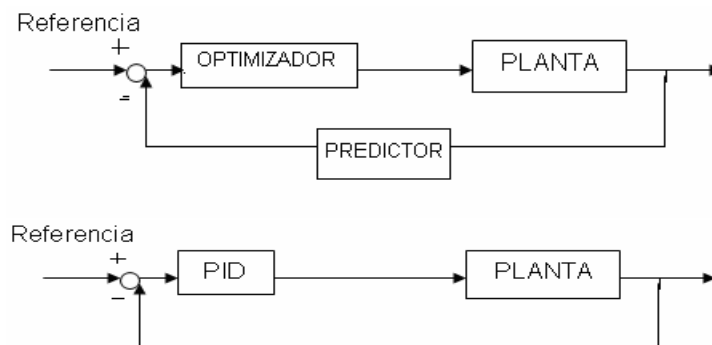 Referencia
+
OPTIMIZADOR
PLANTA
-
PREDICTOR
Referencia
+
PID
PLANTA
-